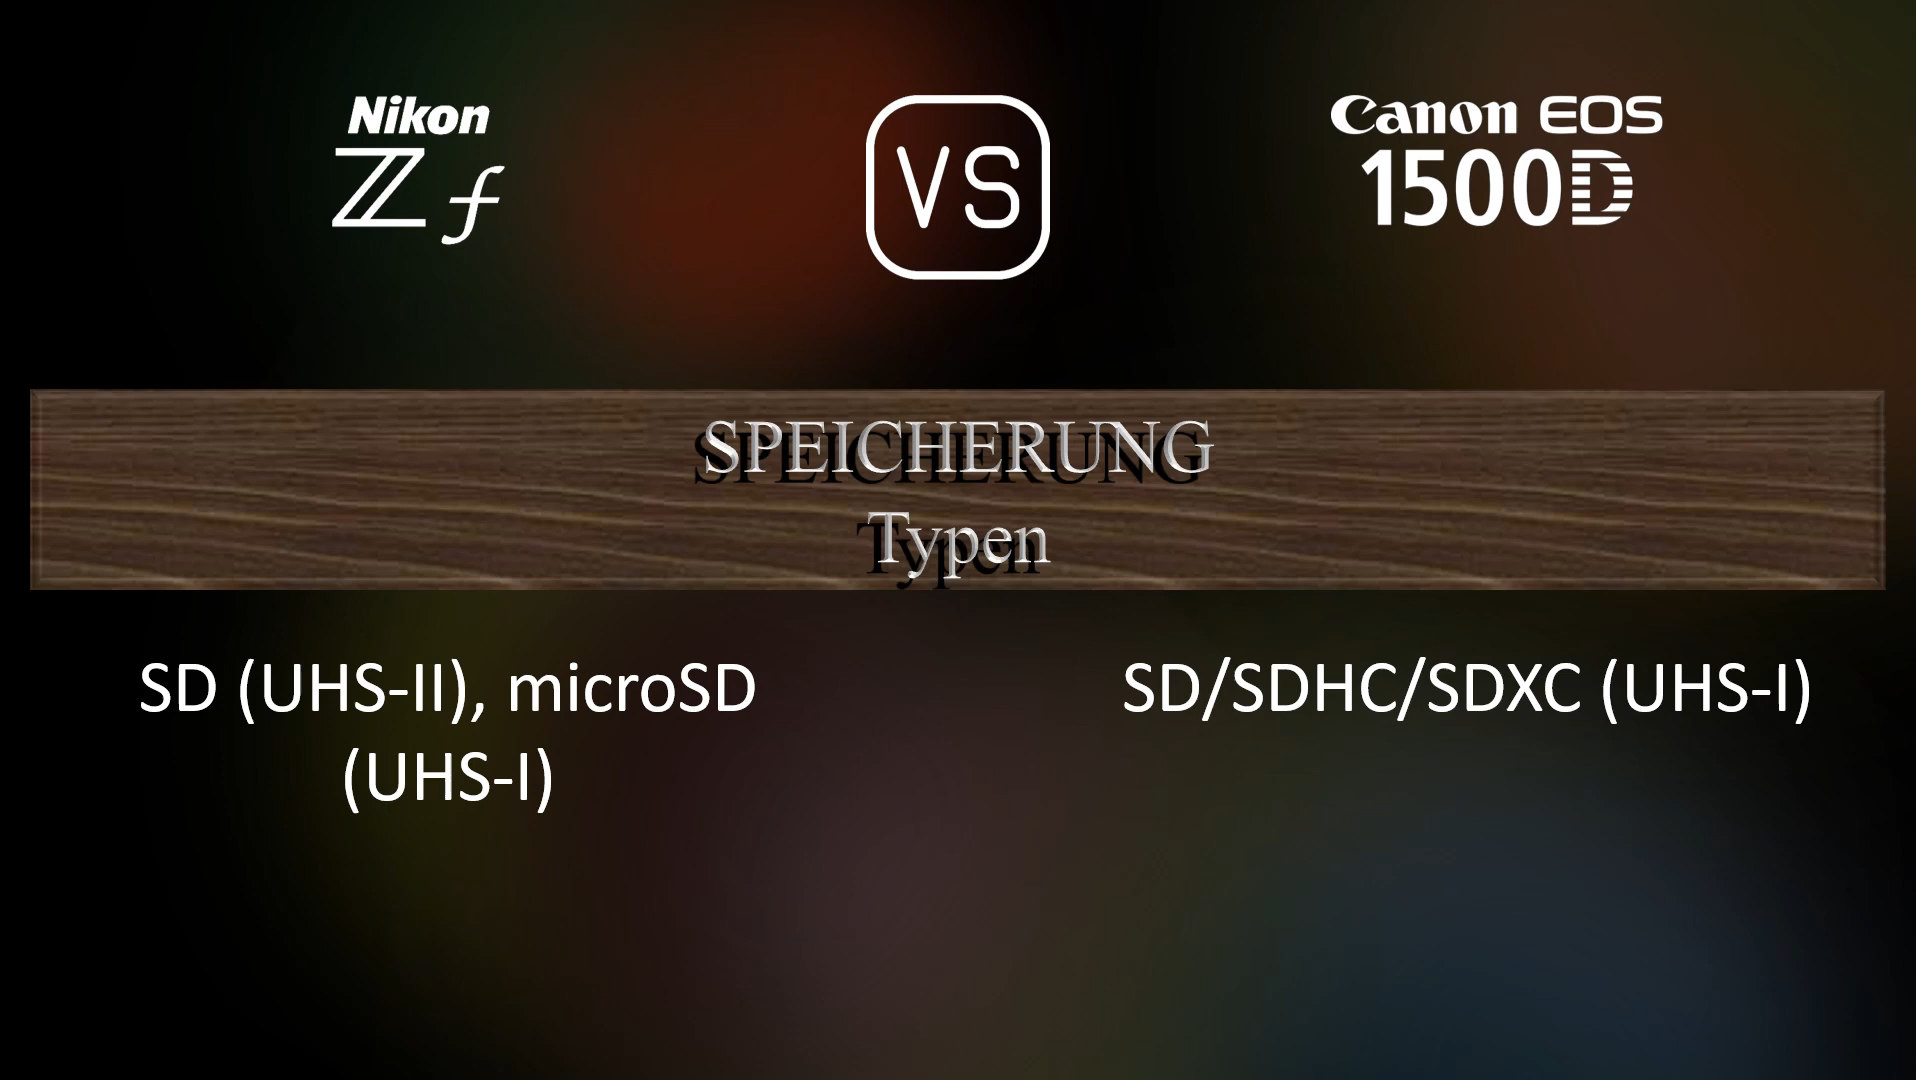 Nikon
Z f
VS
Canon EOS
1500D
SPEICHERUNG
Typen
SD (UHS-II), microSD
(UHS-I)
SD/SDHC/SDXC (UHS-I)